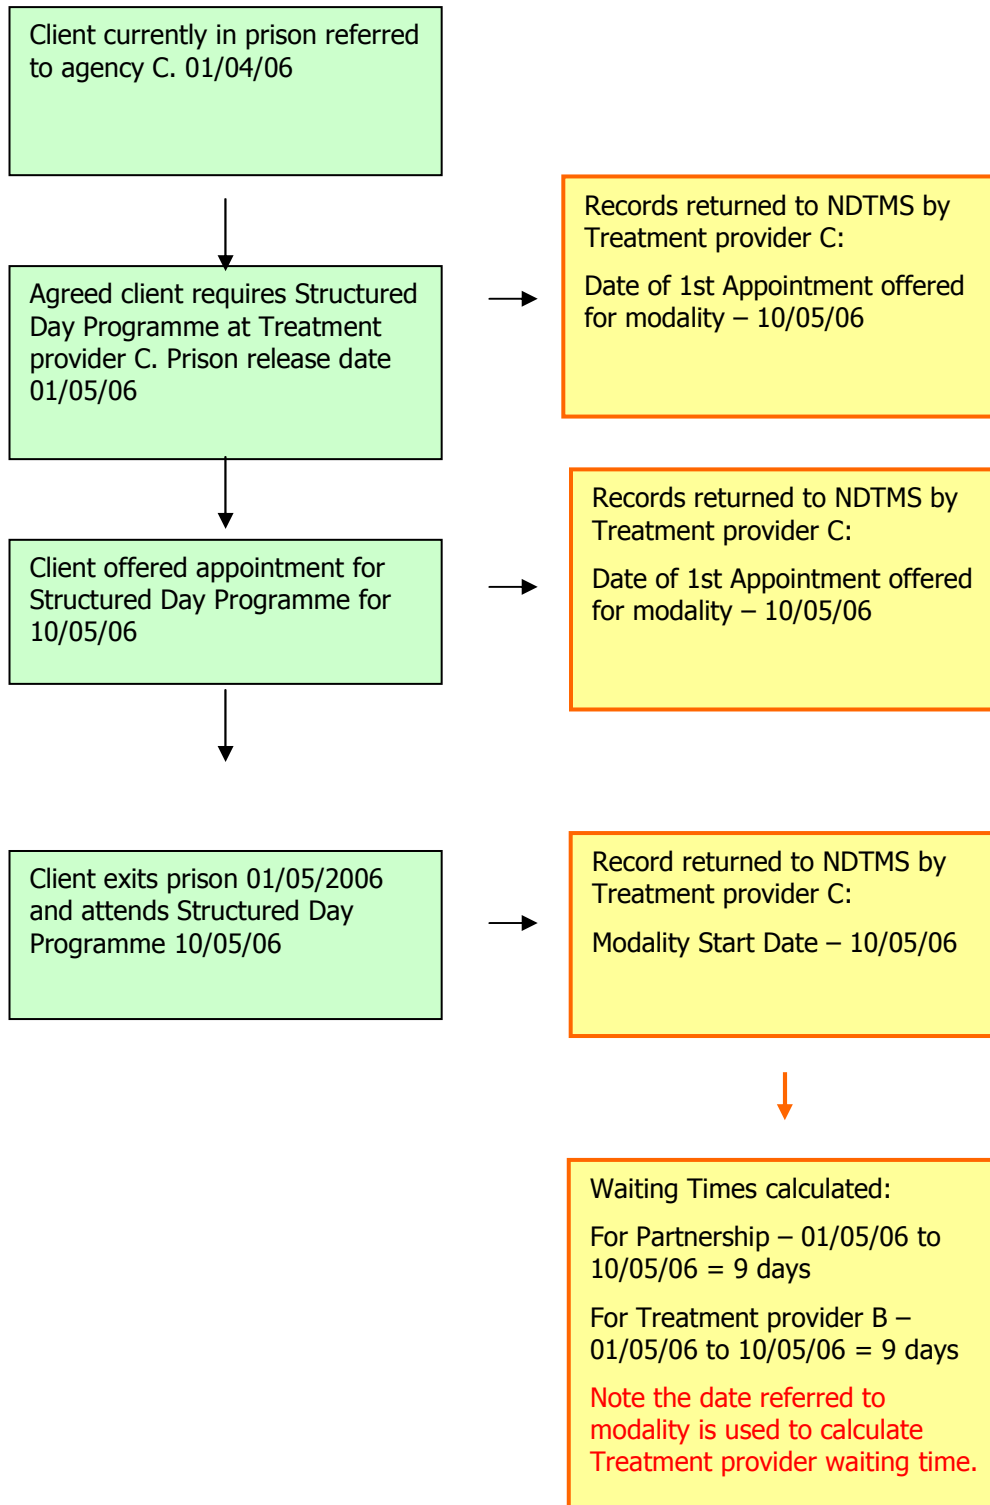 Client currently in prison referred
to agency C. 01/04/06
Records returned to NDTMS by
Treatment provider C:
Date of 1st Appointment offered
for modality – 10/05/06
Agreed client requires Structured
Day Programme at Treatment
provider C. Prison release date
01/05/06
Records returned to NDTMS by
Treatment provider C:
Date of 1st Appointment offered
for modality – 10/05/06
Client offered appointment for
Structured Day Programme for
10/05/06
Client exits prison 01/05/2006
and attends Structured Day
Programme 10/05/06
Record returned to NDTMS by
Treatment provider C:
Modality Start Date – 10/05/06
Waiting Times calculated:
For Partnership – 01/05/06 to
10/05/06 = 9 days
For Treatment provider B –
01/05/06 to 10/05/06 = 9 days
Note the date referred to
modality is used to calculate
Treatment provider waiting time.